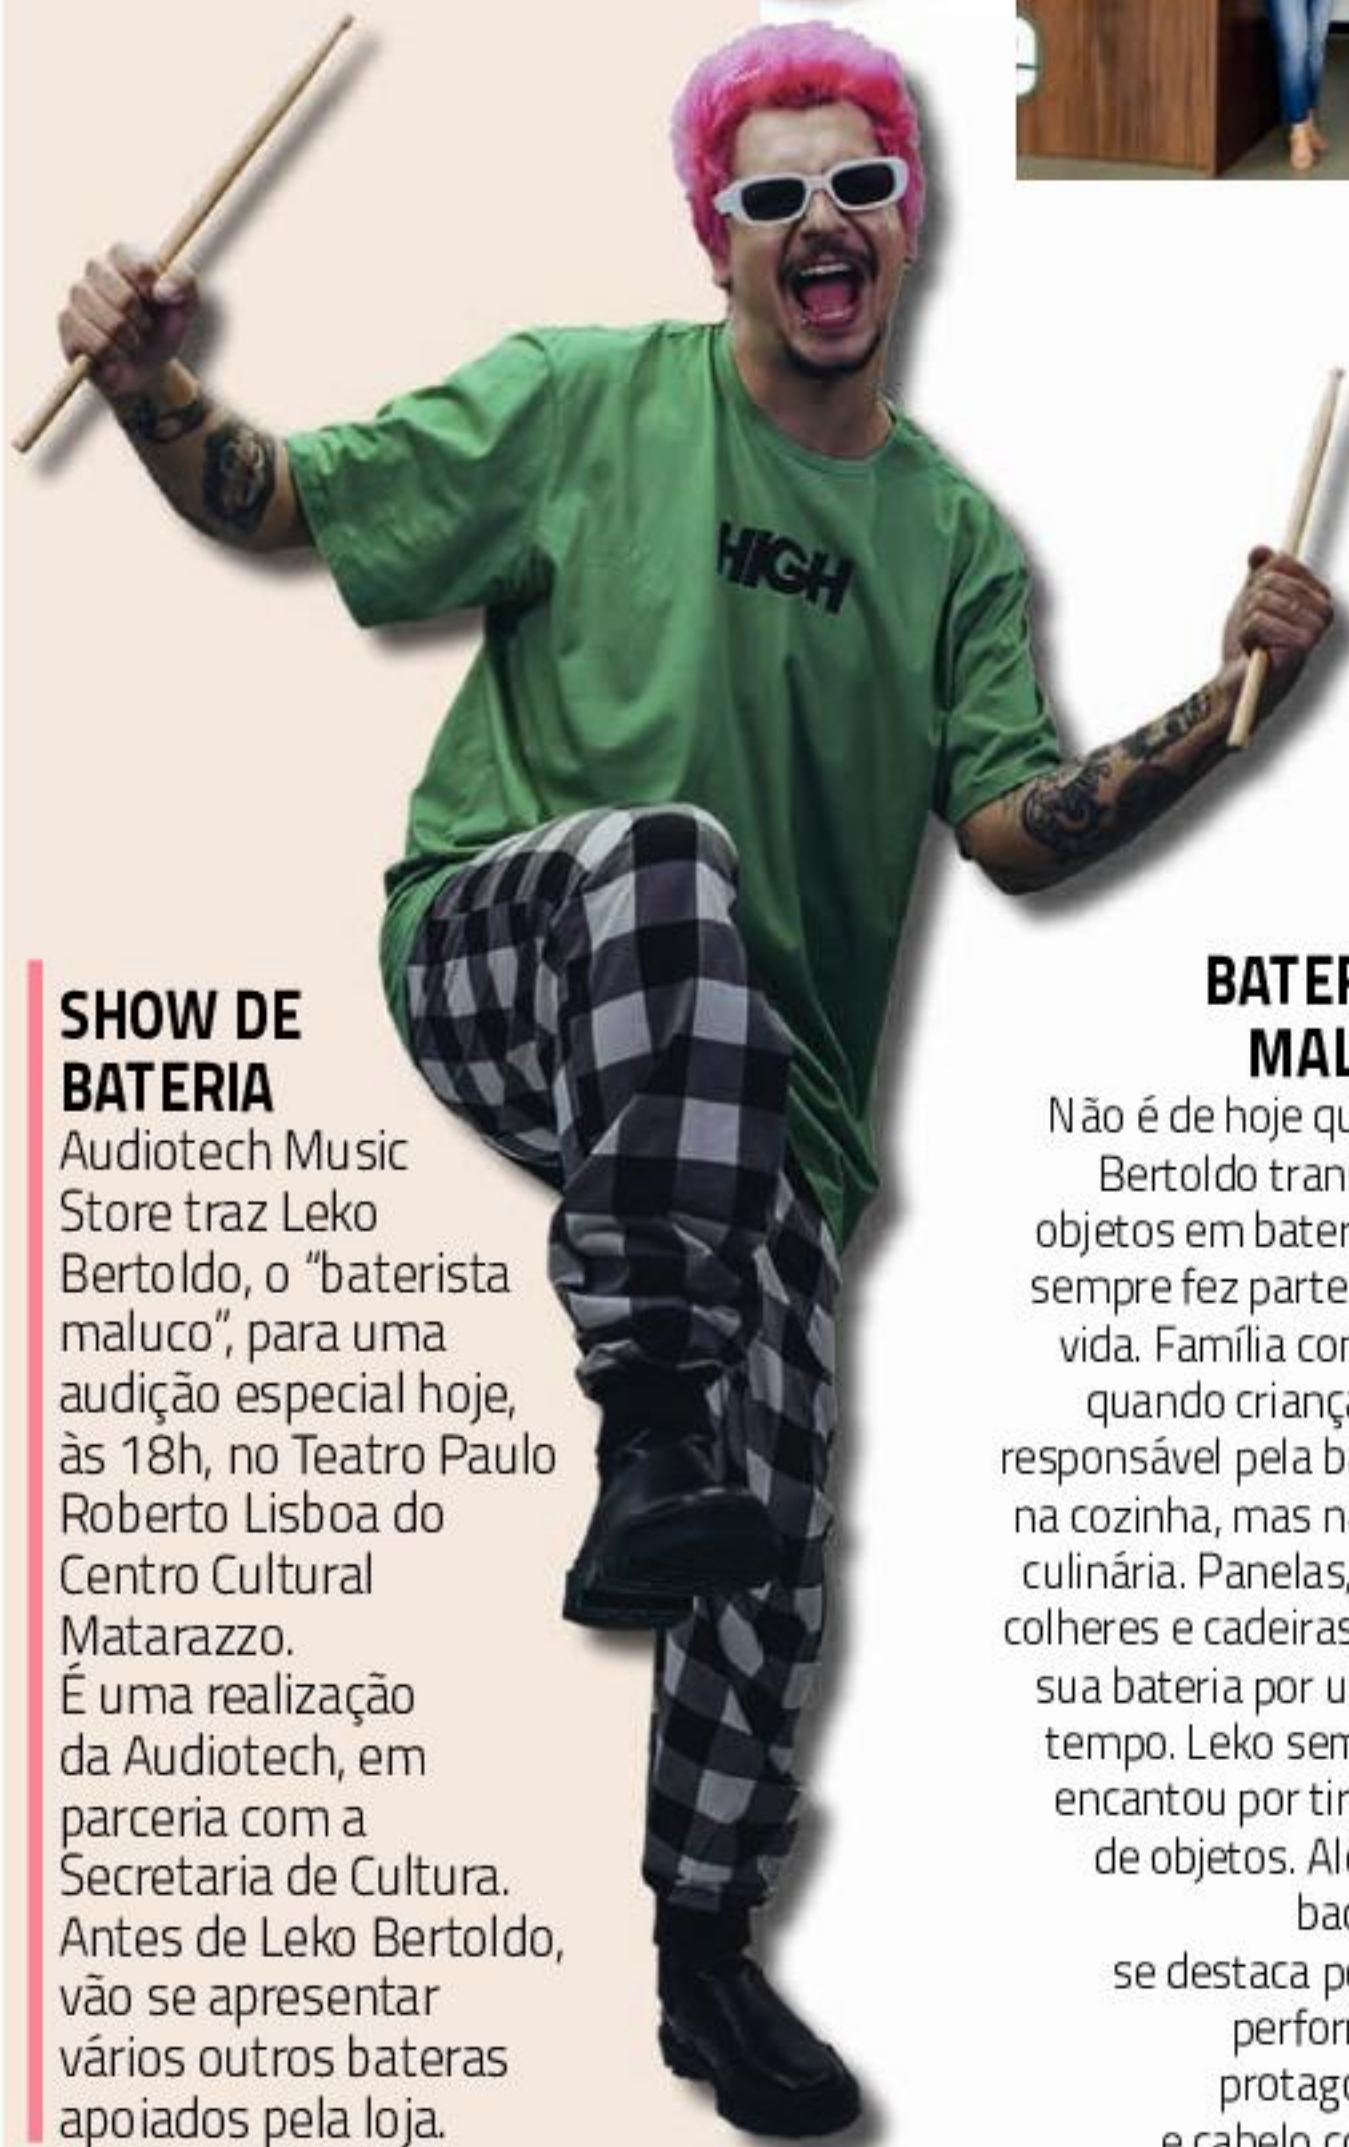 HIGH
SHOW DE
BATERIA
Audiotech Music
Store traz Leko
Bertoldo, o “baterista
maluco”, para uma
audição especial hoje,
às 18h, no Teatro Paulo
Roberto Lisboa do
Centro Cultural
Matarazzo.
É uma realização
da Audiotech, em
parceria com a
Secretaria de Cultura.
Antes de Leko Bertoldo,
vão se apresentar
vários outros bateras
apoiados pela loja.
Não é de hoje
Bertoldo
objetos em
sempre fez parte
vida. Família
quando
responsável pela
na cozinha, mas
culinária. Panelas,
colheres e cadeiras
sua bateria por
tempo. Leko
encantou por
de objetos.
se destaca
e cabelo